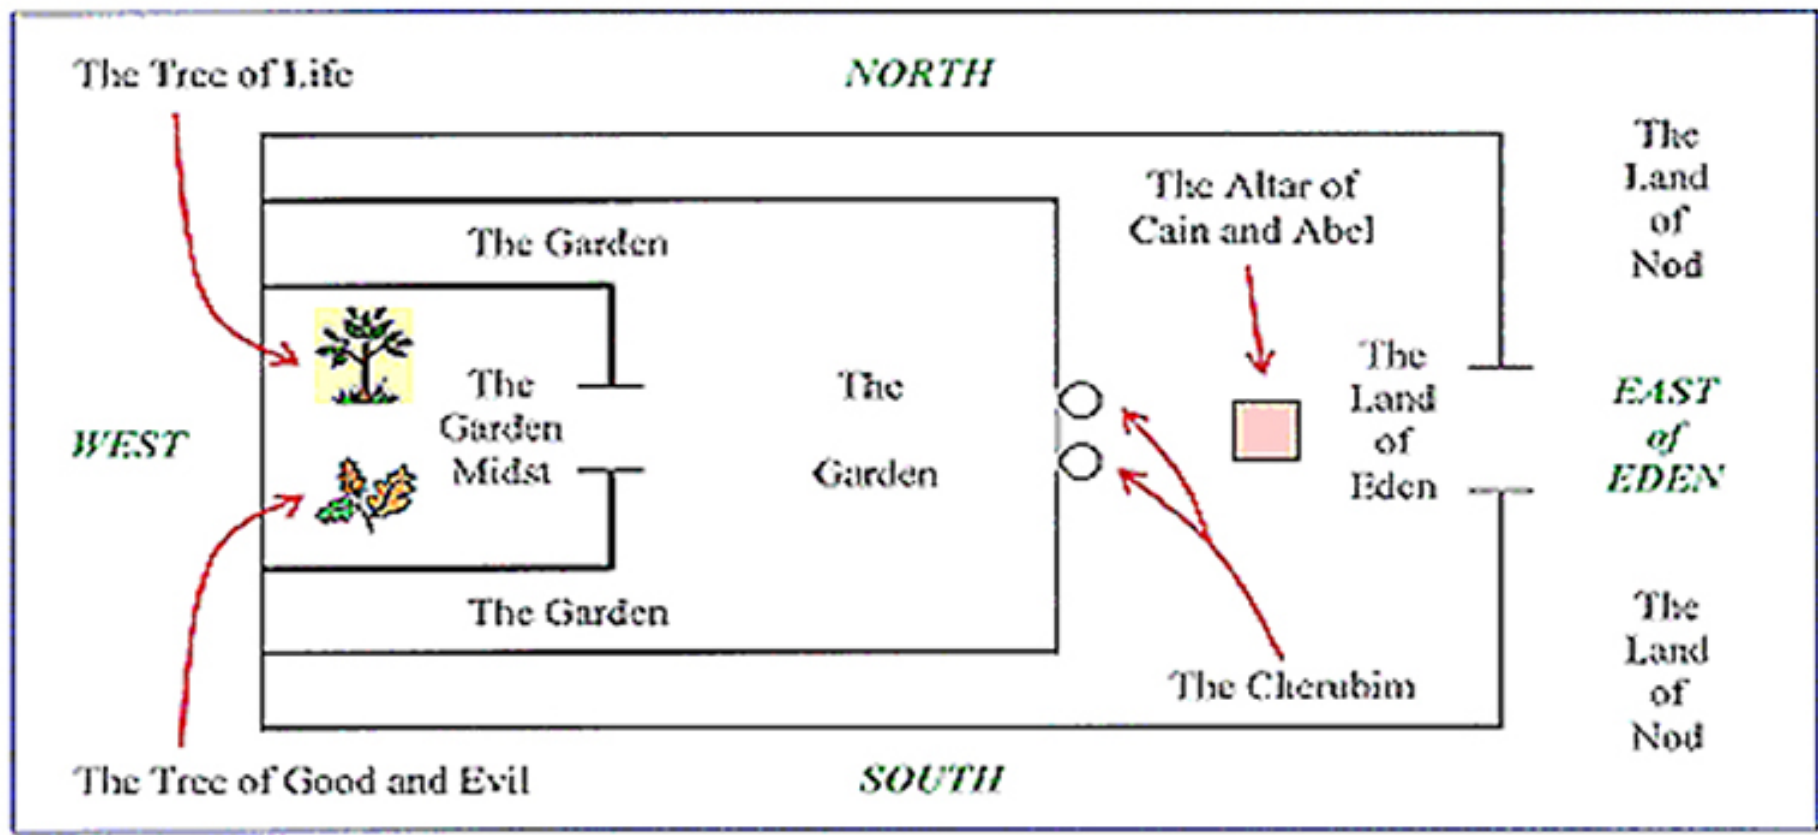 The Tree of Life
NORTH
The
Land
of
Nod
The Altar of
Cain and Abel
The Garden
The
Garden
Midst
The
Garden
The
Land
of
Eden
WEST
EAST
of
EDEN
The Garden
The Cherubim
The
Land
of
Nod
The Tree of Good and Evil
SOUTH